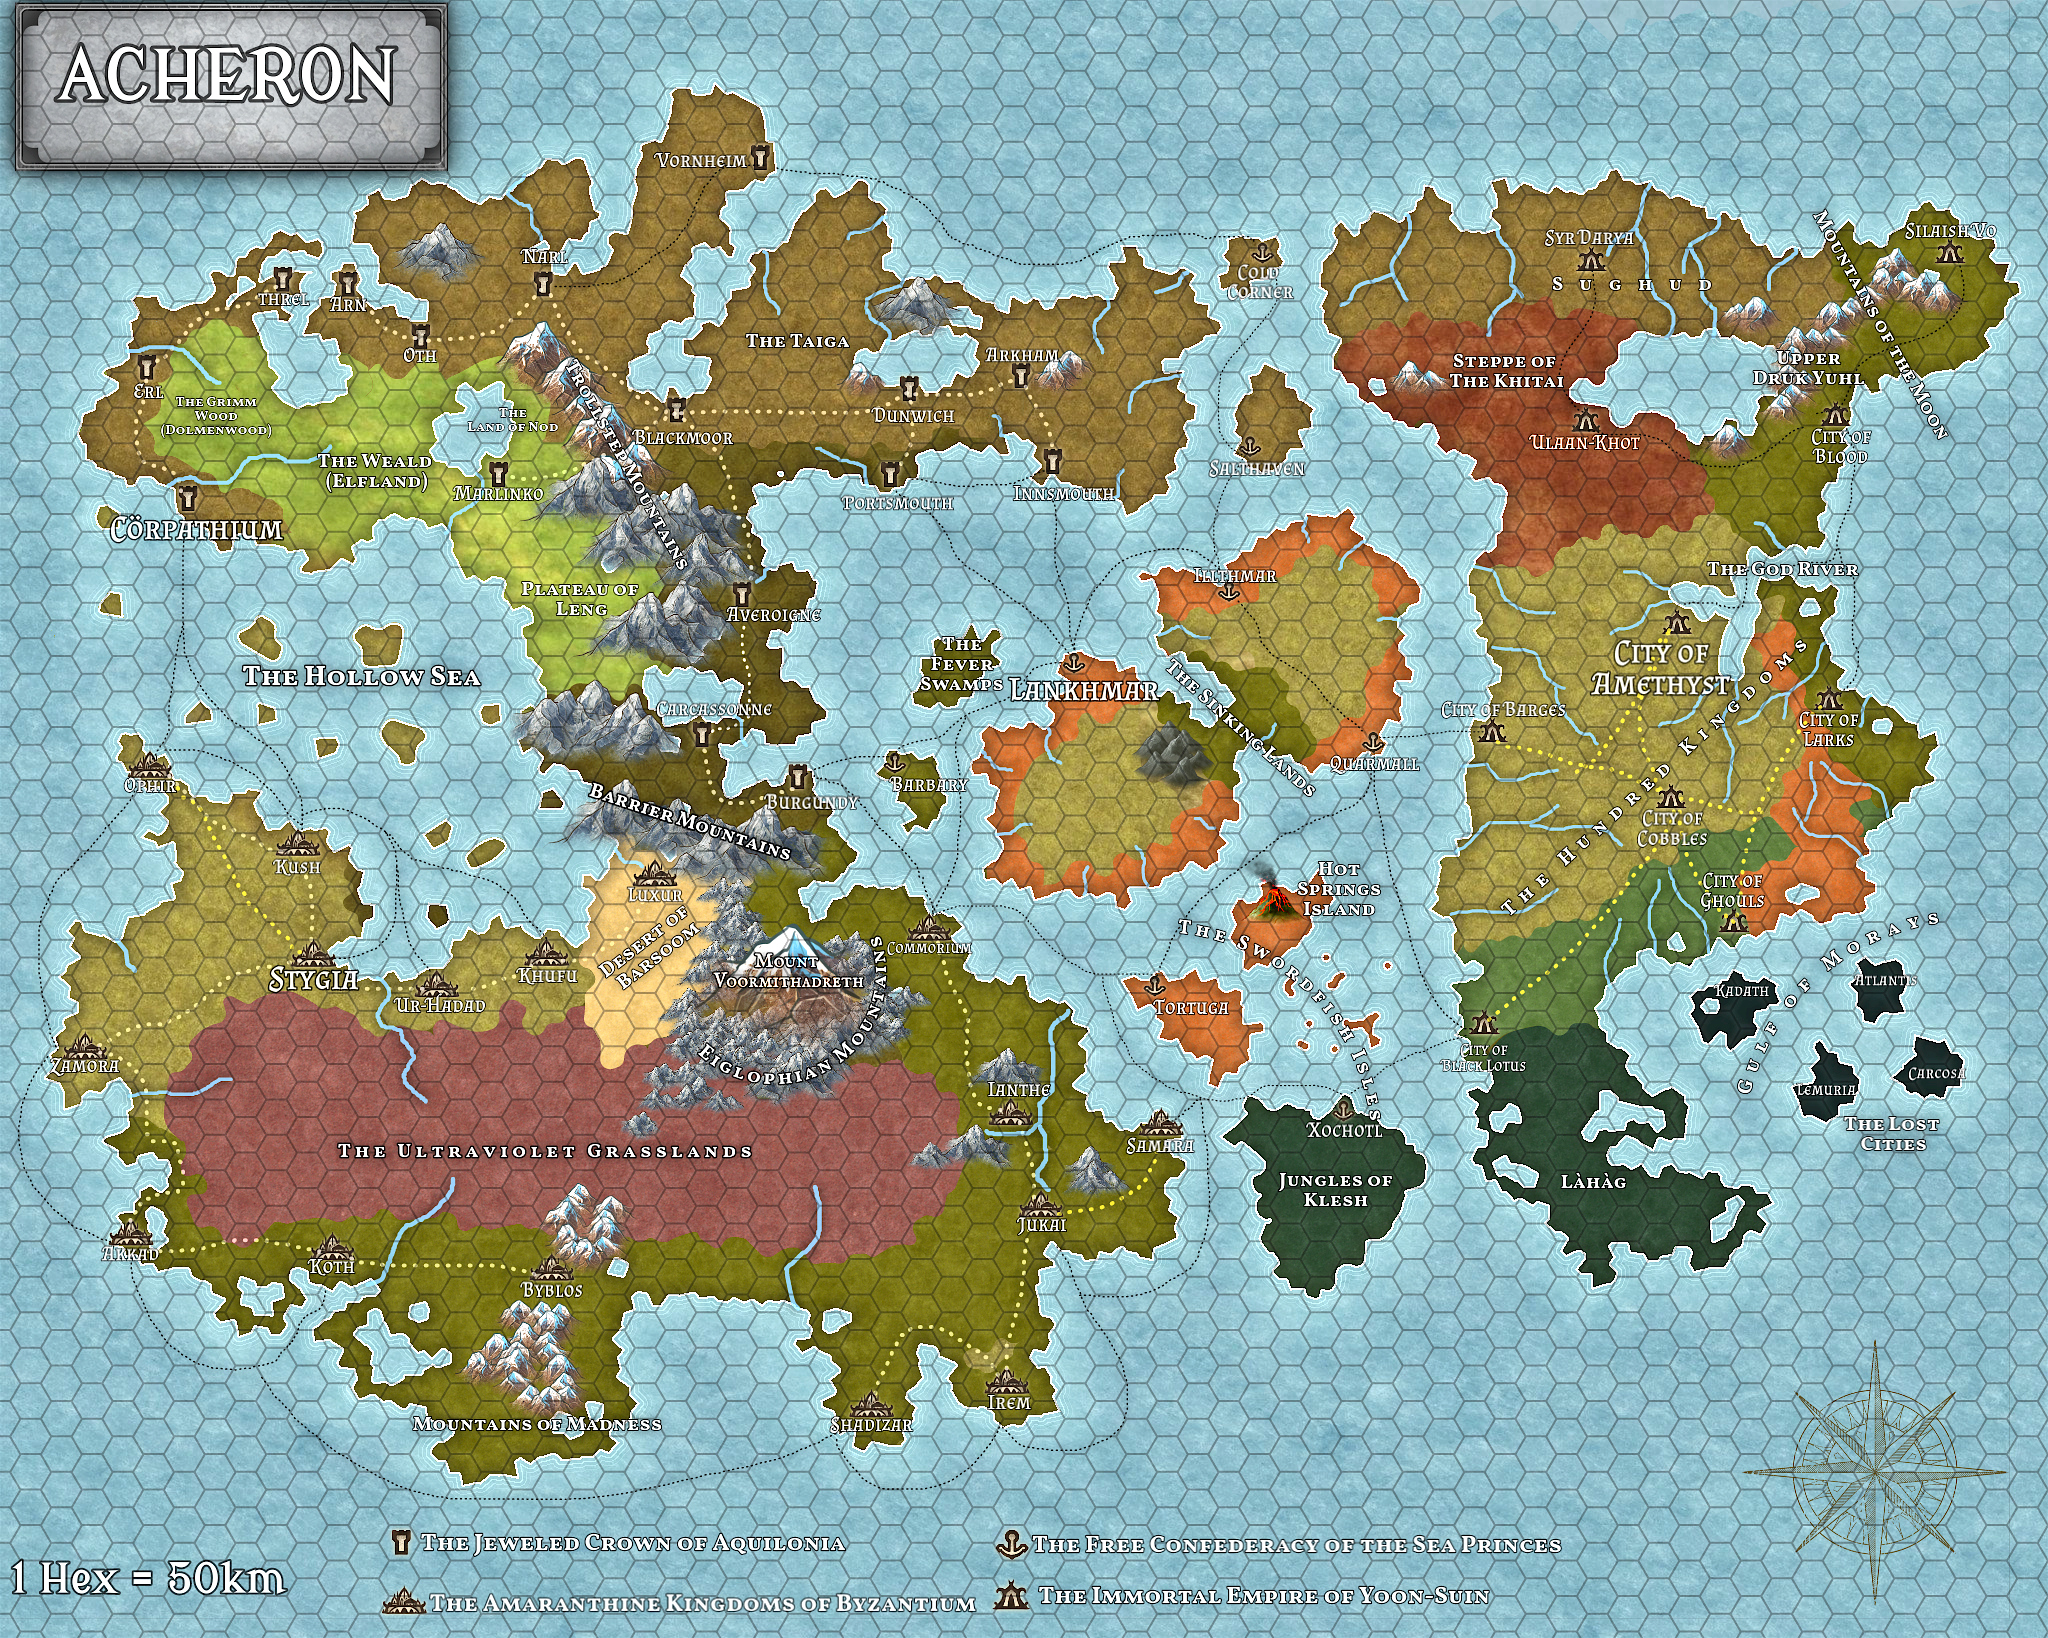 ACHERON
Vornheim
Narl
Threl
Arn
Oth
Erl
The Grimm
Wood
(Dolmenwood)
The
Land of Nod
The Weald
(Elfland)
Marlinko
Cörpathium
Trollsted Mountains
Blackmoor
The Taiga
Arkham
Dunwich
Portsmouth
Innsmouth
Cold
Corner
Salthaven
Syr Darya
Sughud
Steppe of
The Khitai
Ulaan-Khot
Mountains of the Moon
Silaish Vo
Upper
Druk Yuhl
City of
Blood
The God River
Plateau of
Leng
Averoigne
The Hollow Sea
Carcassonne
Burgundy
Barrier Mountains
The
Fever
Swamps
Barbary
Lankhmar
Illthmar
The Sinking Lands
Quarmall
City of
Amethyst
City of Barges
City of
Larks
The Hundred Kingdoms
City of
Cobbles
City of
Ghouls
City of
Black Lotus
Ophir
Kush
Stygia
Ur-Hadad
Khufu
Luxur
Desert of
Barsoom
Mount
Voormithadreth
Eiglophian Mountains
Commorium
Zamora
The Ultraviolet Grasslands
Ianthe
Samara
Jukai
Arkad
Koth
Byblos
Mountains of Madness
Shadizar
Irem
Hot
Springs
Island
The Swordfish Isles
Tortuga
Xochotl
Jungles of
Klesh
Làhàg
Gulf of Morays
Kadath
Atlantis
Lemuria
Carcosa
The Lost
Cities
The Jeweled Crown of Aquilonia
The Free Confederacy of the Sea Princes
1 Hex = 50km
The Amaranthine Kingdoms of Byzantium
The Immortal Empire of Yoon-Suin